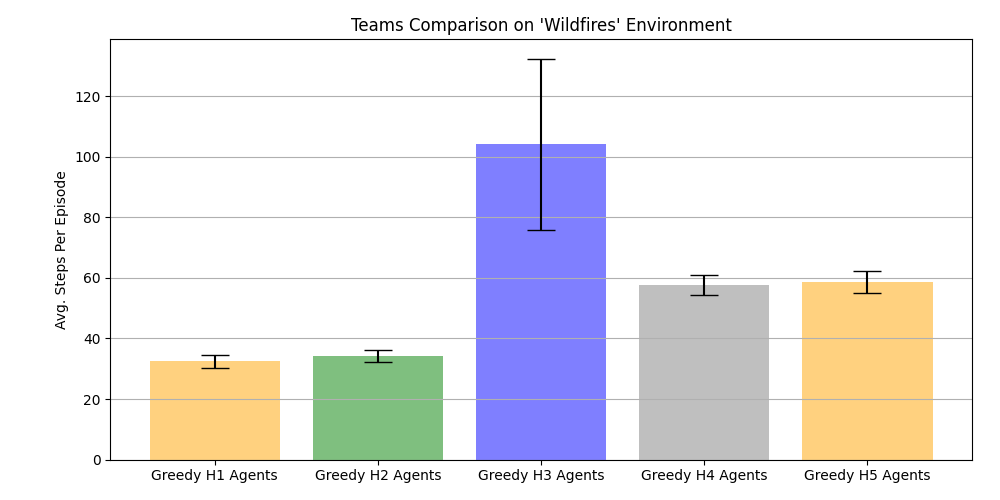 Teams Comparison on 'Wildfires' Environment
Avg. Steps Per Episode
120
100
80
60
40
20
0
Greedy H1 Agents
Greedy H2 Agents
Greedy H3 Agents
Greedy H4 Agents
Greedy H5 Agents